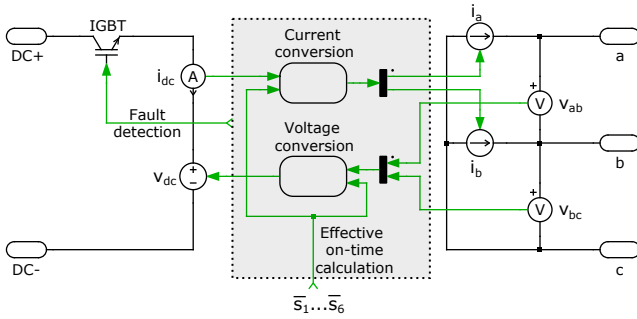 IGBT
DC+
i_dc
A
Fault
detection
v_dc
DC-
Current
conversion
Voltage
conversion
Effective
on-time
calculation
s̅₁...s̅₆
i_a
a
+
V
v_ab
i_b
b
+
V
v_bc
c
+
−